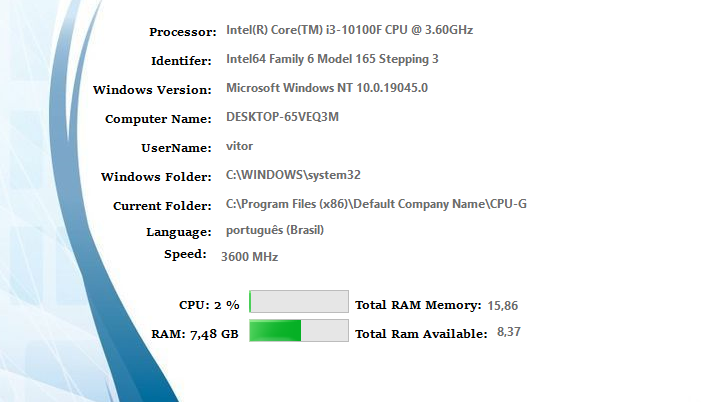 Processor: Intel(R) Core(TM) i3-10100F CPU @ 3.60GHz
Identifer: Intel64 Family 6 Model 165 Stepping 3
Windows Version: Microsoft Windows NT 10.0.19045.0
Computer Name: DESKTOP-65VEQ3M
UserName: vitor
Windows Folder: C:\WINDOWS\system32
Current Folder: C:\Program Files (x86)\Default Company Name\CPU-G
Language: português (Brasil)
Speed: 3600 MHz
CPU: 2 % Total RAM Memory: 15,86
RAM: 7,48 GB Total Ram Available: 8,37